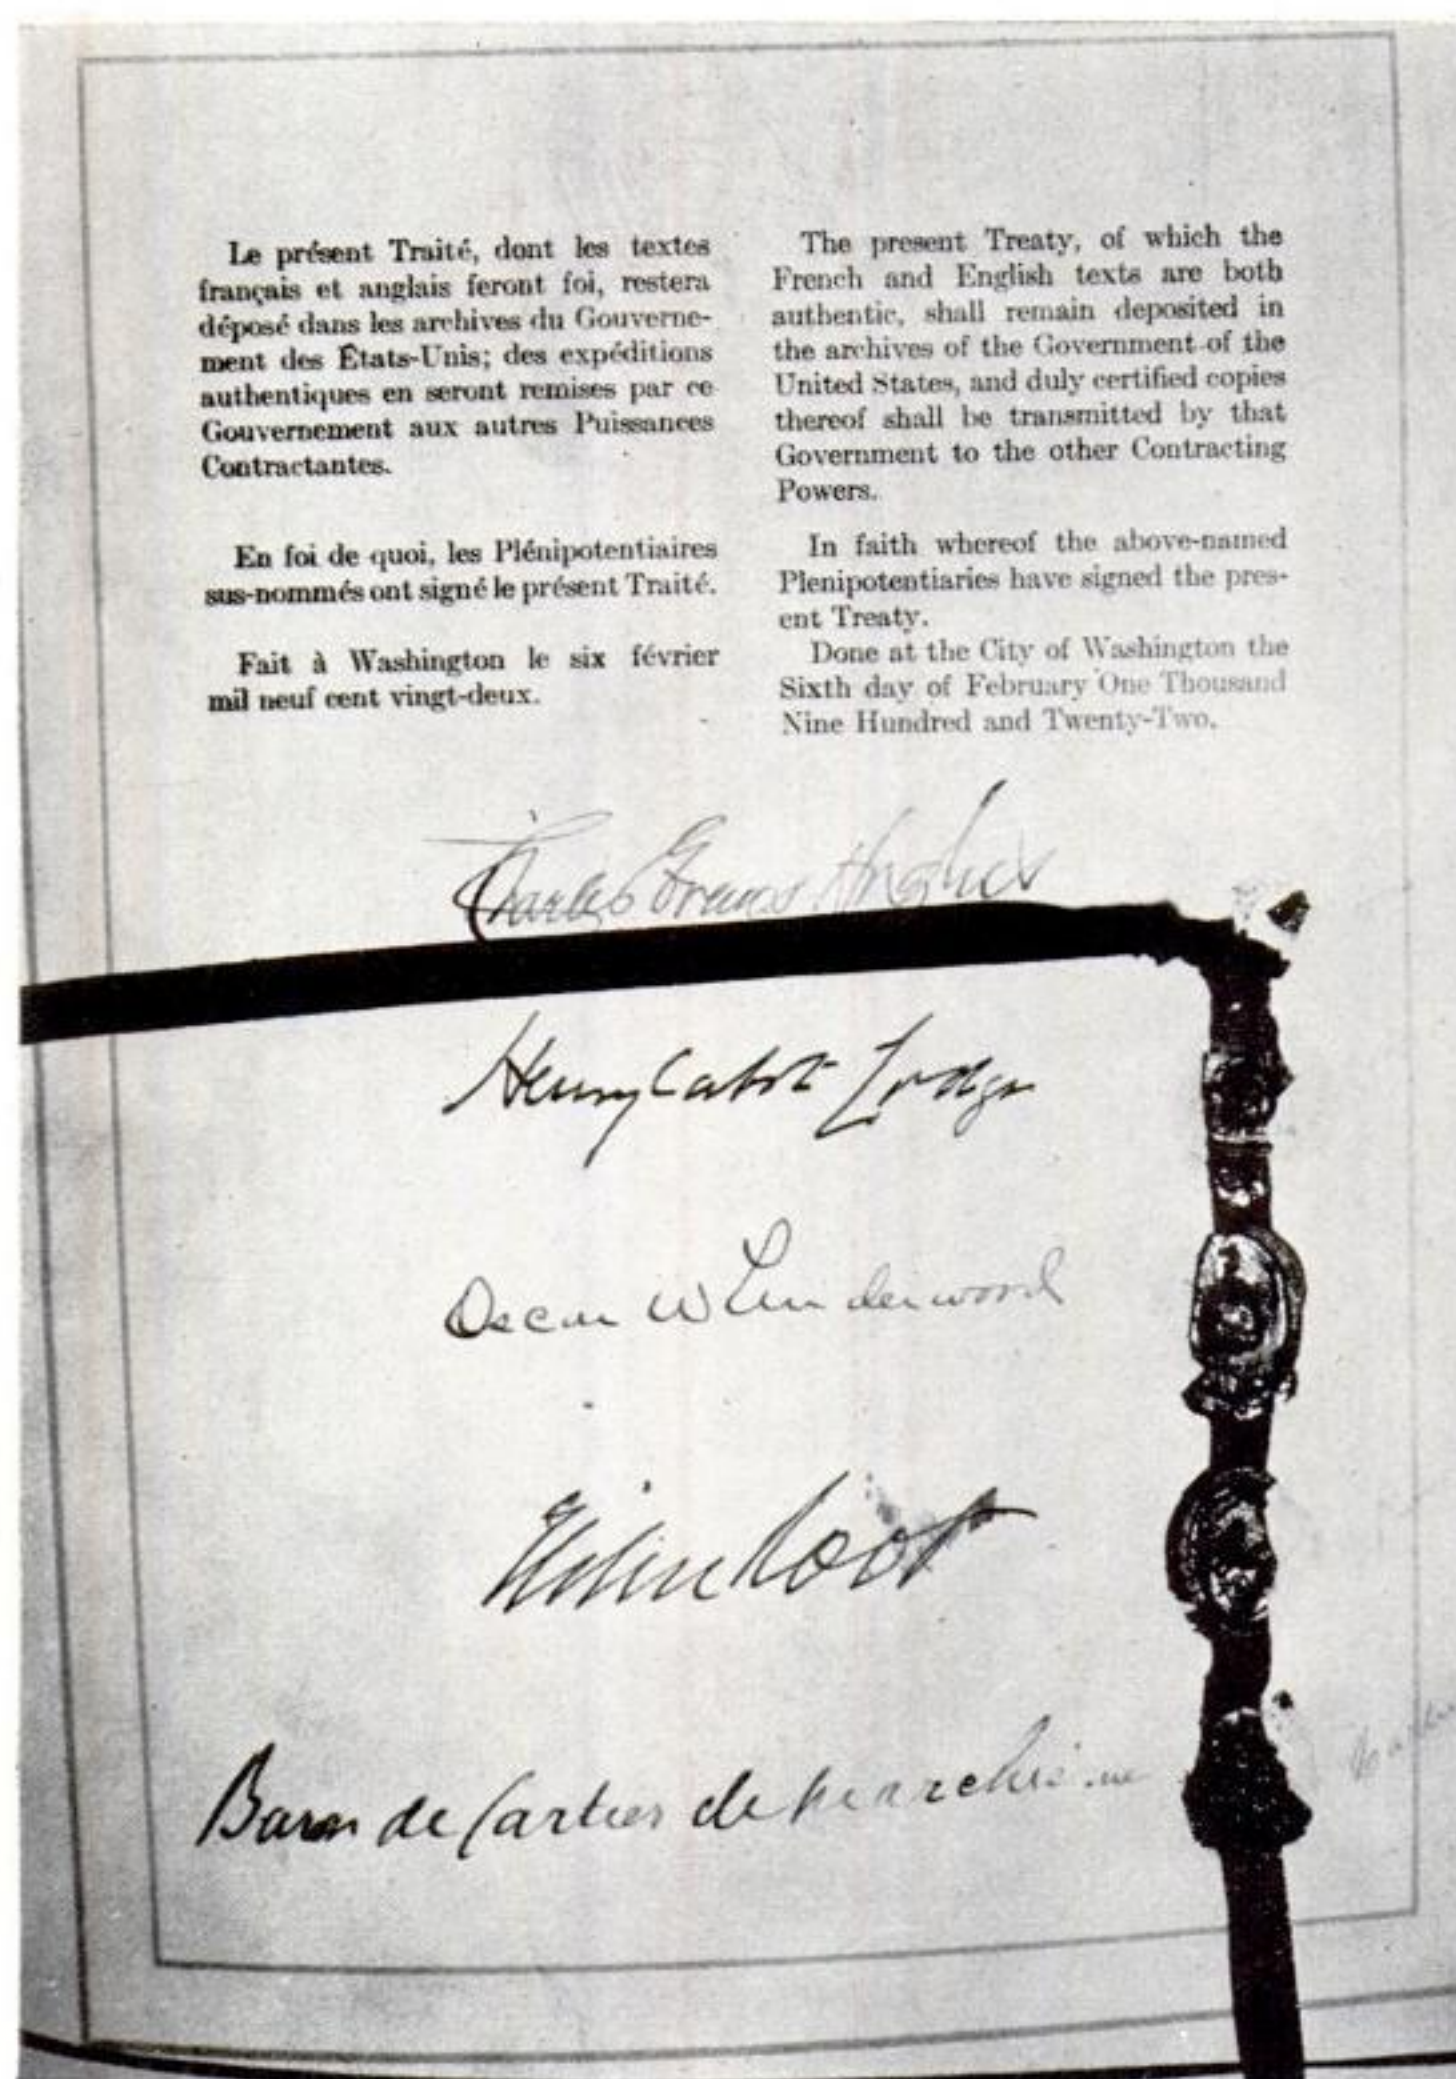 Le présent Traité, dont les textes
français et anglais feront foi, restera
déposé dans les archives du Gouverne-
ment des États-Unis; des expéditions
authentiques en seront remises par ce
Gouvernement aux autres Puissances
Contractantes.
En foi de quoi, les Plénipotentiaires
sus-nommés ont signé le présent Traité.
Fait à Washington le six février
mil neuf cent vingt-deux.
The present Treaty, of which the
French and English texts are both
authentic, shall remain deposited in
the archives of the Government of the
United States, and duly certified copies
thereof shall be transmitted by that
Government to the other Contracting
Powers.
In faith whereof the above-named
Plenipotentiaries have signed the pres-
ent Treaty.
Done at the City of Washington the
Sixth day of February One Thousand
Nine Hundred and Twenty-Two.
Charles Evans Hughes
Henry Cabot Lodge
Oscar W Underwood
Elihu Root
Baron de Cartier de Marchienne